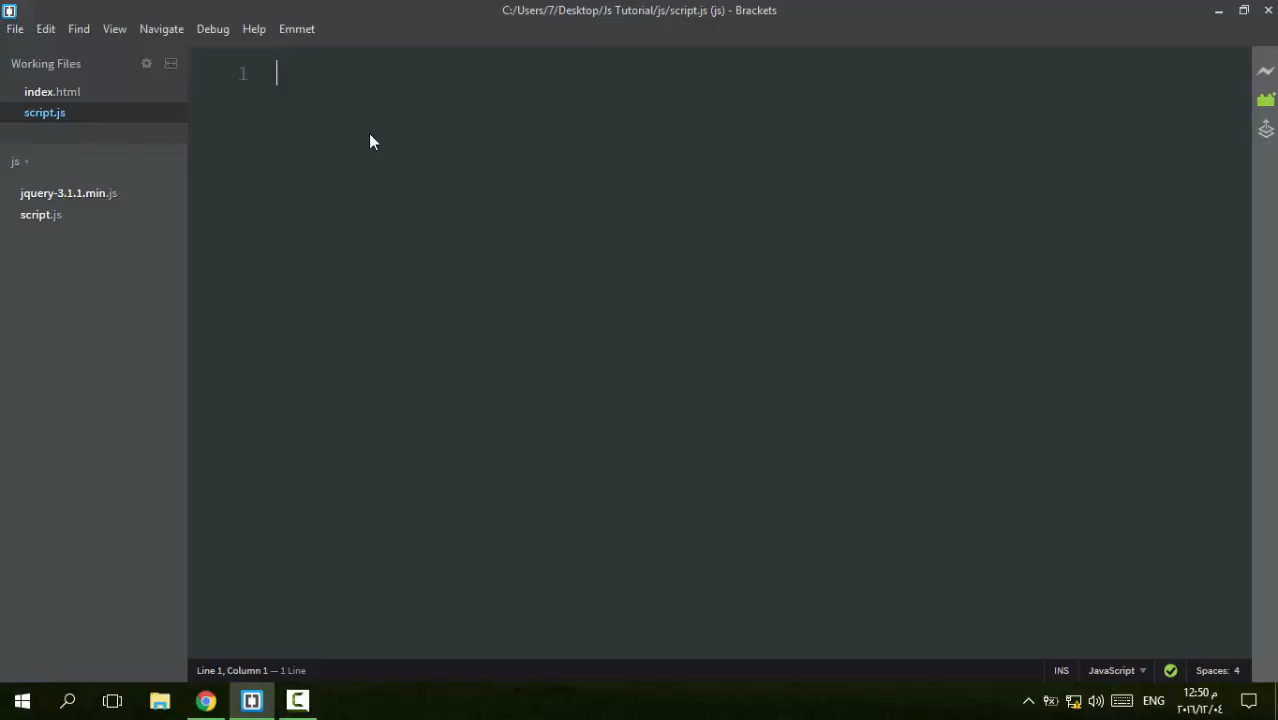 C:/Users/7/Desktop/Js Tutorial/js/script.js (js) - Brackets
File Edit Find View Navigate Debug Help Emmet
Working Files
index.html
script.js
js
jquery-3.1.1.min.js
script.js
1
Line 1, Column 1 — 1 Line
INS JavaScript Spaces: 4
ENG
12:50 م
٢٠١٦/١٢/٠٤